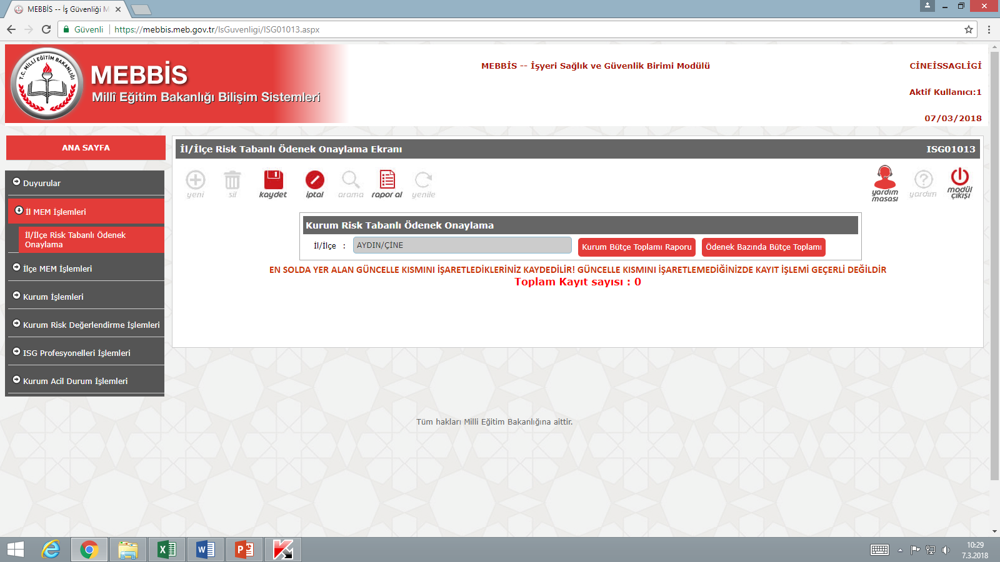 MEBBİS -- İş Güvenliği M
Güvenli
https://mebbis.meb.gov.tr/IsGuvenligi/ISG01013.aspx
T.C. MİLLİ EĞİTİM BAKANLIĞI
MEBBİS
Millî Eğitim Bakanlığı Bilişim Sistemleri
MEBBİS -- İşyeri Sağlık ve Güvenlik Birimi Modülü
CİNEİSSAGLİGİ
Aktif Kullanıcı:1
07/03/2018
ANA SAYFA
Duyurular
İl MEM İşlemleri
İl/İlçe Risk Tabanlı Ödenek
Onaylama
İlçe MEM İşlemleri
Kurum İşlemleri
Kurum Risk Değerlendirme İşlemleri
ISG Profesyonelleri İşlemleri
Kurum Acil Durum İşlemleri
İl/İlçe Risk Tabanlı Ödenek Onaylama Ekranı
ISG01013
yeni
sil
kaydet
iptal
arama
rapor al
yenile
yardım
masası
yardım
modül
çıkışı
Kurum Risk Tabanlı Ödenek Onaylama
İl/İlçe :
AYDIN/ÇİNE
Kurum Bütçe Toplamı Raporu
Ödenek Bazında Bütçe Toplamı
EN SOLDA YER ALAN GÜNCELLE KISMINI İŞARETLEDİKLERİNİZ KAYDEDİLİR! GÜNCELLE KISMINI İŞARETLEMEDİĞİNİZDE KAYIT İŞLEMİ GEÇERLİ DEĞİLDİR
Toplam Kayıt sayısı : 0
Tüm hakları Milli Eğitim Bakanlığına aittir.
10:29
7.3.2018